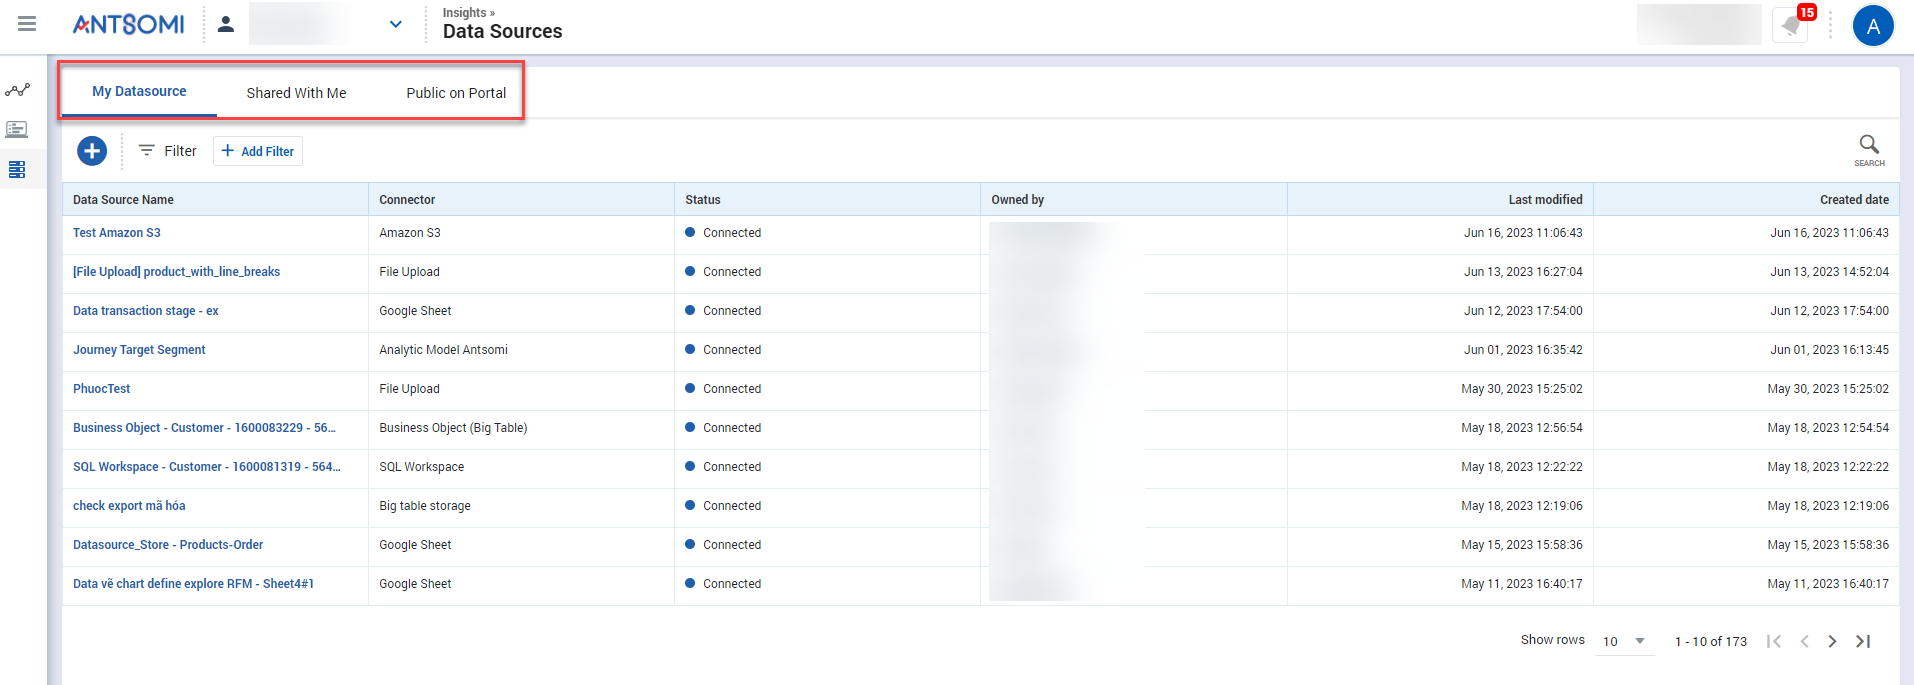 ANTSOMI
Insights »
Data Sources
15
A
My Datasource
Shared With Me
Public on Portal
Filter
Add Filter
SEARCH
Data Source Name Connector Status Owned by Last modified Created date
Test Amazon S3 Amazon S3 Connected Jun 16, 2023 11:06:43 Jun 16, 2023 11:06:43
[File Upload] product_with_line_breaks File Upload Connected Jun 13, 2023 16:27:04 Jun 13, 2023 14:52:04
Data transaction stage - ex Google Sheet Connected Jun 12, 2023 17:54:00 Jun 12, 2023 17:54:00
Journey Target Segment Analytic Model Antsomi Connected Jun 01, 2023 16:35:42 Jun 01, 2023 16:13:45
PhuocTest File Upload Connected May 30, 2023 15:25:02 May 30, 2023 15:25:02
Business Object - Customer - 1600083229 - 56... Business Object (Big Table) Connected May 18, 2023 12:56:54 May 18, 2023 12:54:54
SQL Workspace - Customer - 1600081319 - 564... SQL Workspace Connected May 18, 2023 12:22:22 May 18, 2023 12:22:22
check export mã hóa Big table storage Connected May 18, 2023 12:19:06 May 18, 2023 12:19:06
Datasource_Store - Products-Order Google Sheet Connected May 15, 2023 15:58:36 May 15, 2023 15:58:36
Data vẽ chart define explore RFM - Sheet4#1 Google Sheet Connected May 11, 2023 16:40:17 May 11, 2023 16:40:17
Show rows 10 1 - 10 of 173